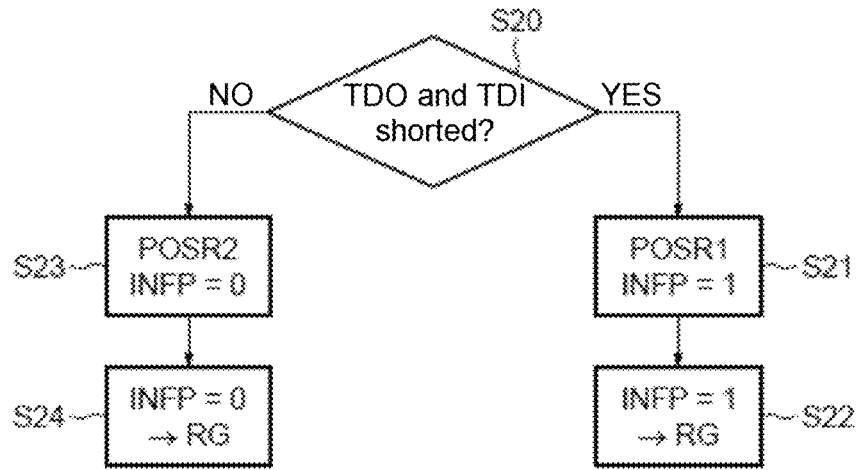 S20
NO
TDO and TDI
shorted?
YES
S23
POSR2
INFP = 0
POSR1
INFP = 1
S21
S24
INFP = 0
→ RG
INFP = 1
→ RG
S22